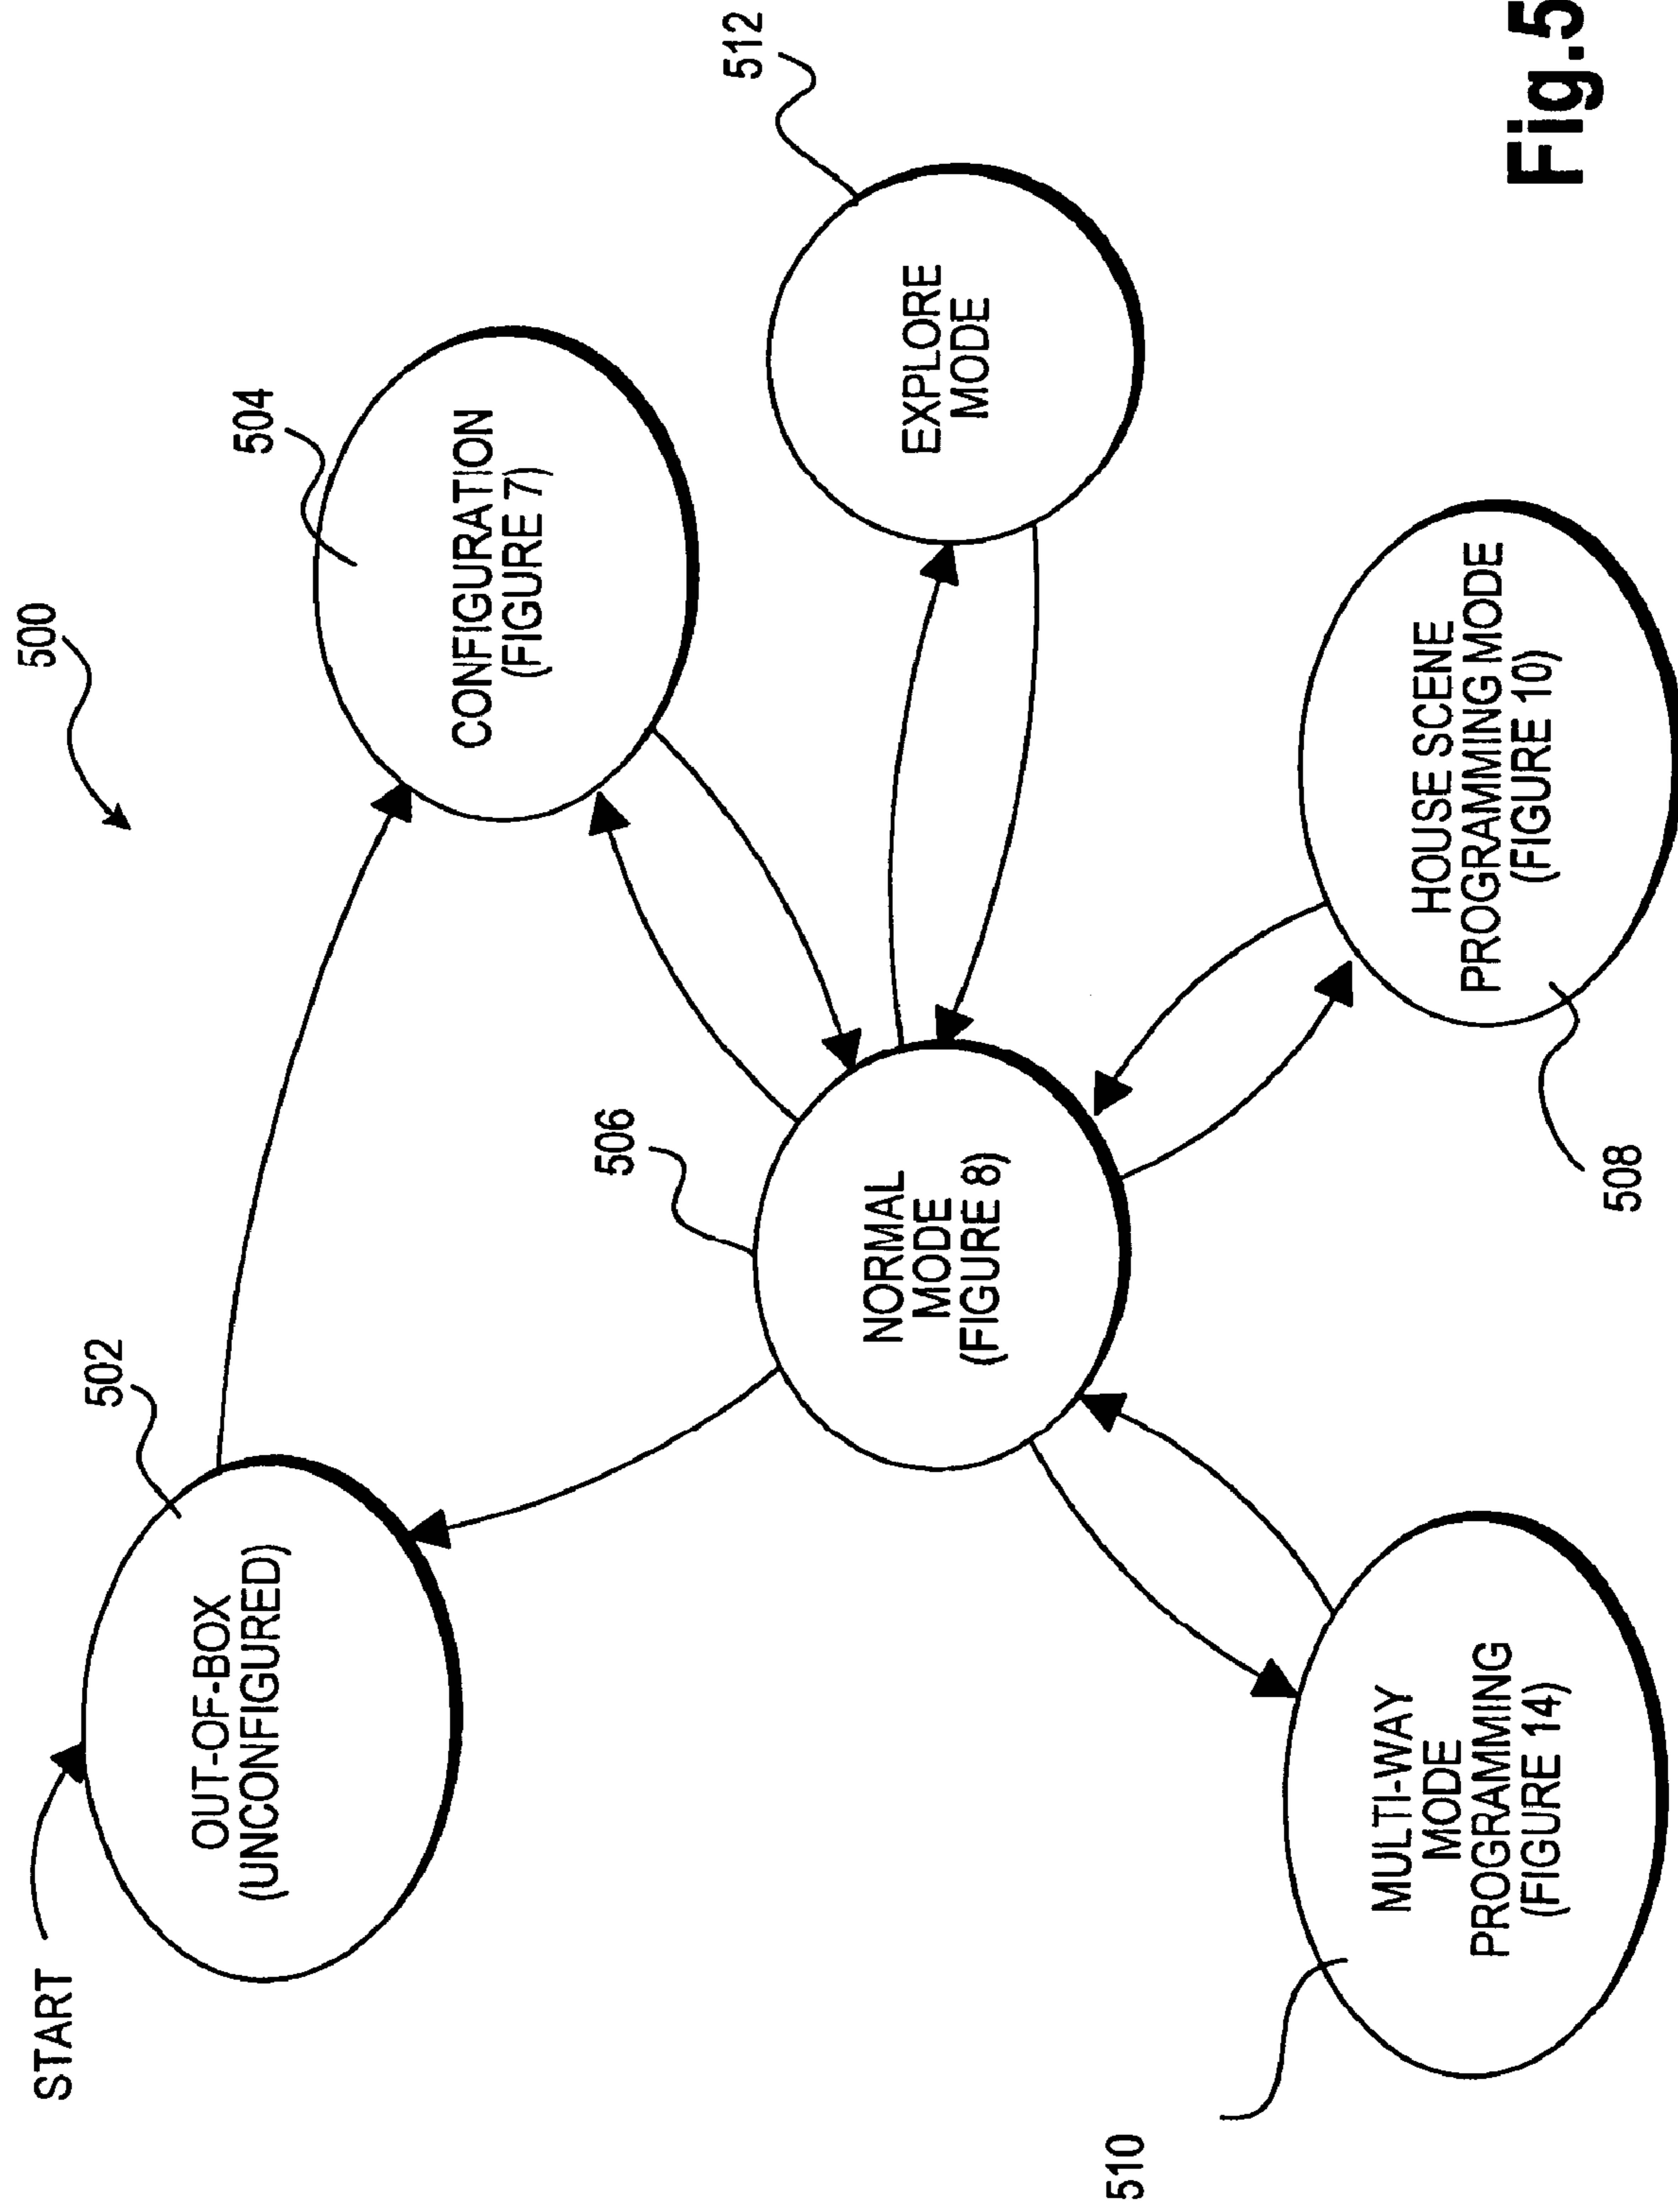 500
START
502
OUT-OF-BOX
(UNCONFIGURED)
504
CONFIGURATION
(FIGURE 7)
506
NORMAL
MODE
(FIGURE 8)
512
EXPLORE
MODE
510
MULTI-WAY
MODE
PROGRAMMING
(FIGURE 14)
508
HOUSE SCENE
PROGRAMING MODE
(FIGURE 10)
Fig.5